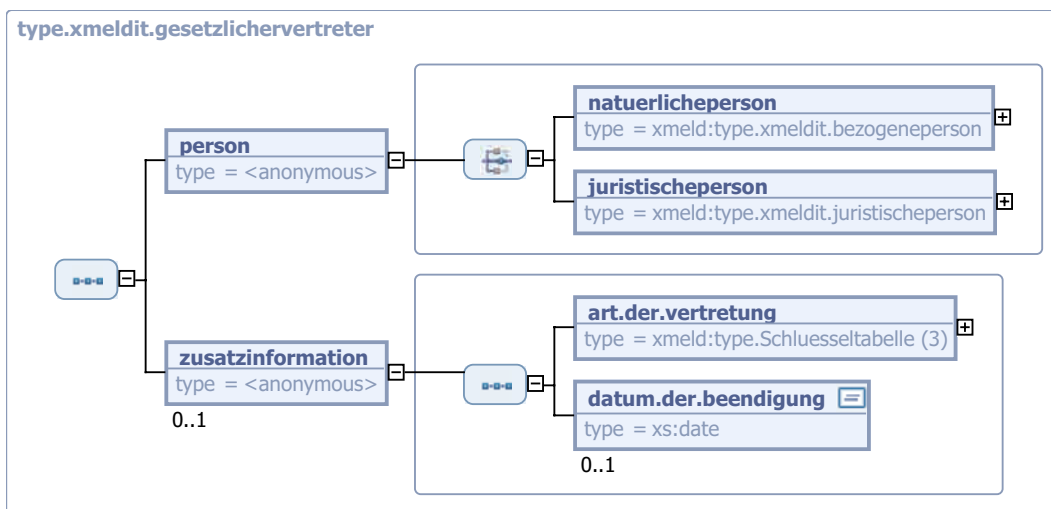 type.xmeldit.gesetzlichervertreter
natuerlicheperson
type = xmeld:type.xmeldit.bezogeneperson
person
type = <anonymous>
juristischeperson
type = xmeld:type.xmeldit.juristischeperson
art.der.vertretung
type = xmeld:type.Schluesseltabelle (3)
zusatzinformation
type = <anonymous>
0..1
datum.der.beendigung
type = xs:date
0..1